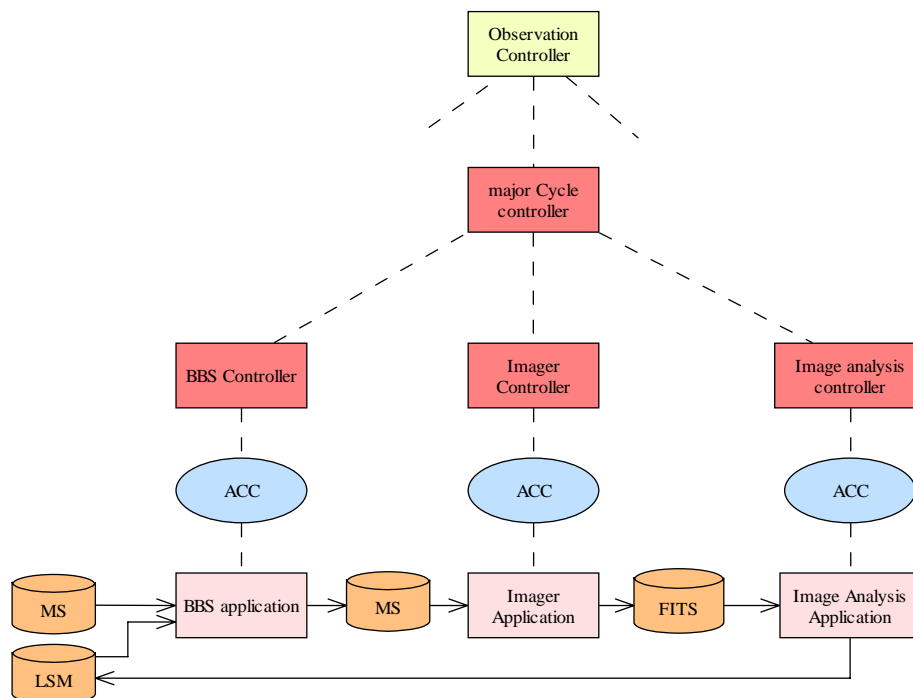 Observation
Controller
major Cycle
controller
BBS Controller
Imager
Controller
Image analysis
controller
ACC
ACC
ACC
MS
BBS application
MS
Imager
Application
FITS
Image Analysis
Application
LSM